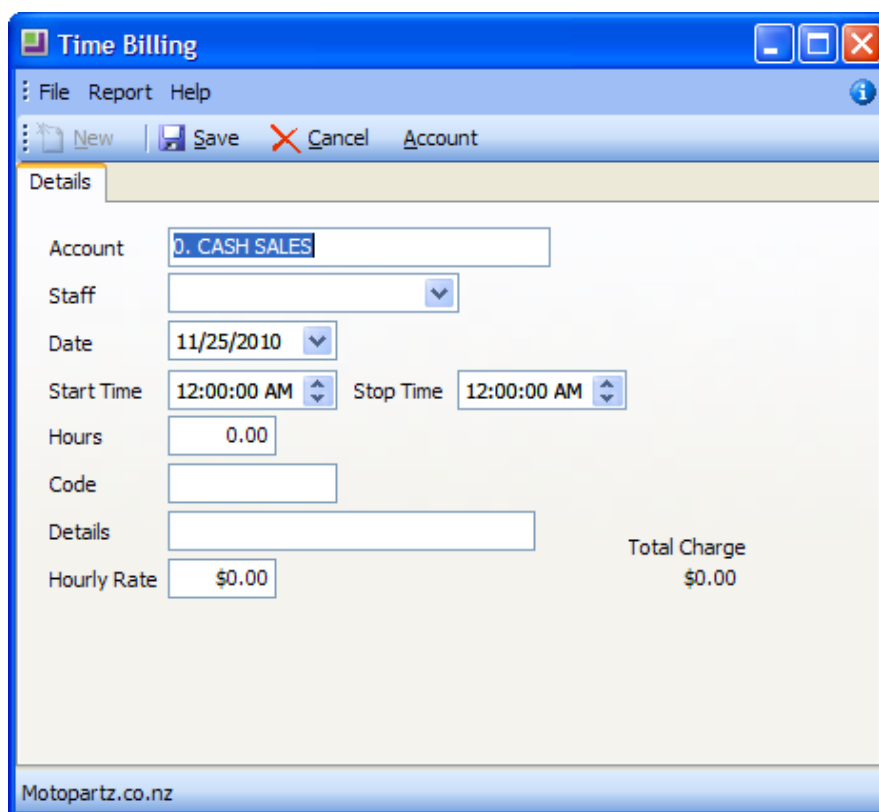 Time Billing
File Report Help
New Save Cancel Account
Details
Account 0. CASH SALES
Staff
Date 11/25/2010
Start Time 12:00:00 AM Stop Time 12:00:00 AM
Hours 0.00
Code
Details
Total Charge
Hourly Rate $0.00 $0.00
Motopartz.co.nz